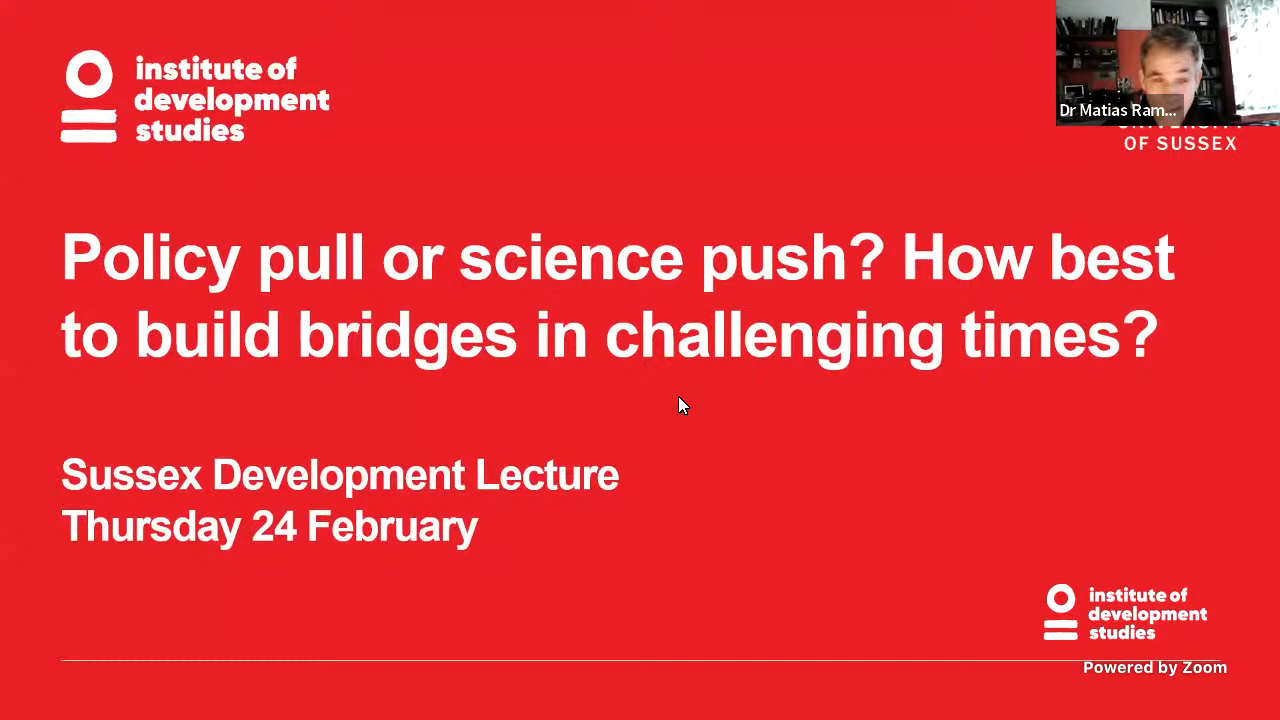 institute of
development
studies
Dr Matias Ram...
OF SUSSEX
Policy pull or science push? How best
to build bridges in challenging times?
Sussex Development Lecture
Thursday 24 February
institute of
development
studies
Powered by Zoom